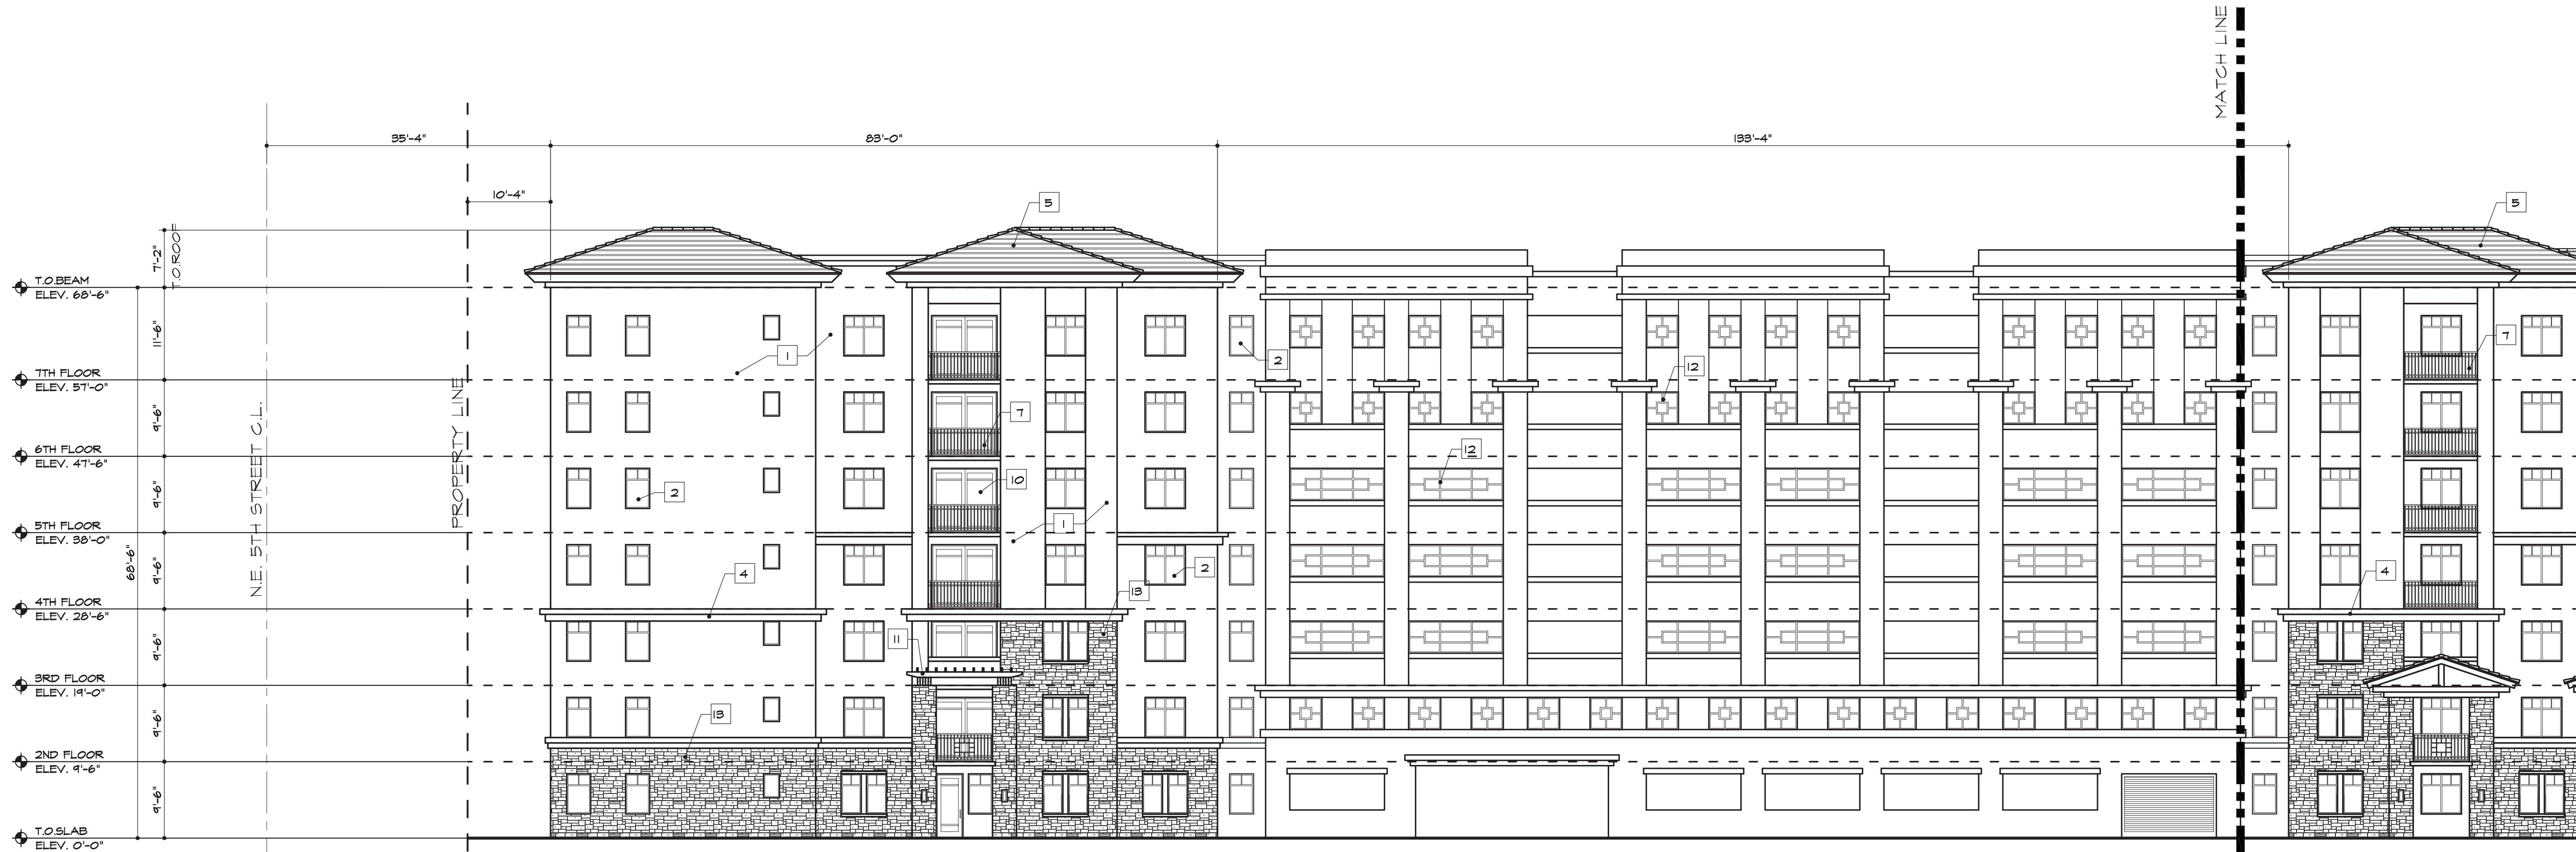 MATCH LINE
35'-4"
83'-0"
133'-4"
10'-4"
5
5
7'-2"
T.O.ROOF
T.O.BEAM
ELEV. 68'-6"
11'-6"
1
2
7
12
7TH FLOOR
ELEV. 57'-0"
PROPERTY LINE
N.E. 5TH STREET C.L.
9'-6"
7
6TH FLOOR
ELEV. 47'-6"
12
10
2
9'-6"
1
5TH FLOOR
ELEV. 38'-0"
68'-6"
9'-6"
4
2
13
4
4TH FLOOR
ELEV. 28'-6"
9'-6"
11
3RD FLOOR
ELEV. 19'-0"
9'-6"
13
2ND FLOOR
ELEV. 9'-6"
9'-6"
T.O.SLAB
ELEV. 0'-0"